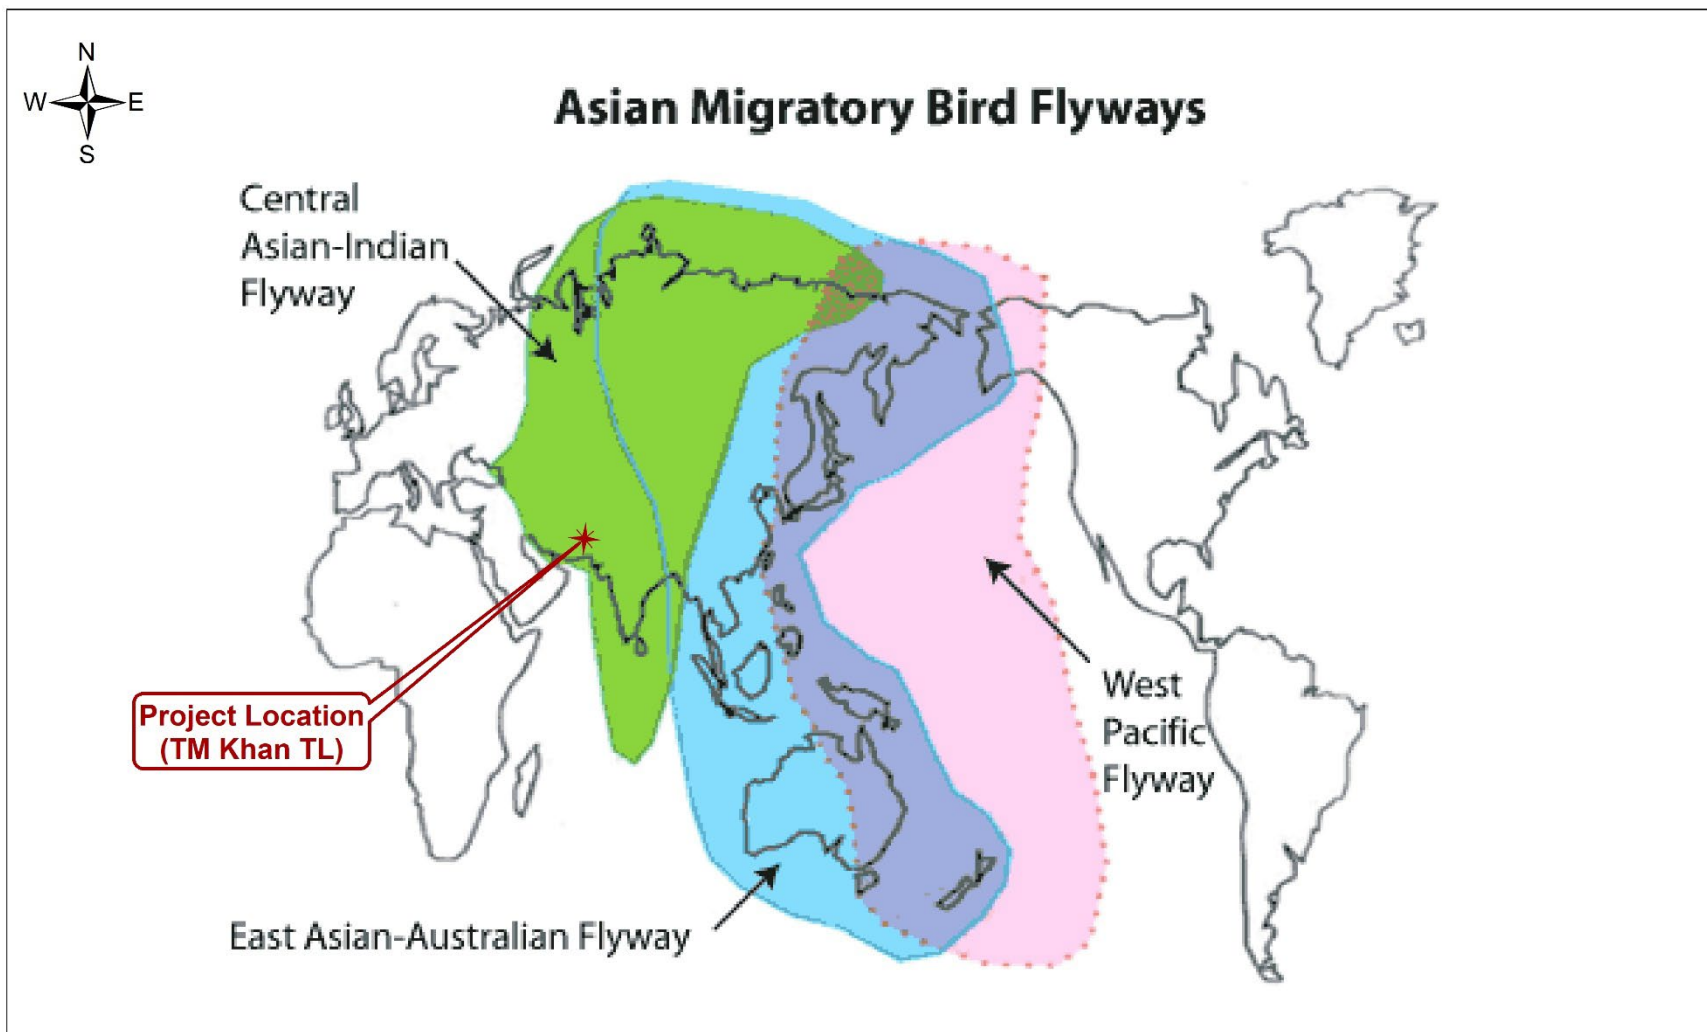 N
W E
S
Asian Migratory Bird Flyways
Central
Asian-Indian
Flyway
Project Location
(TM Khan TL)
West
Pacific
Flyway
East Asian-Australian Flyway